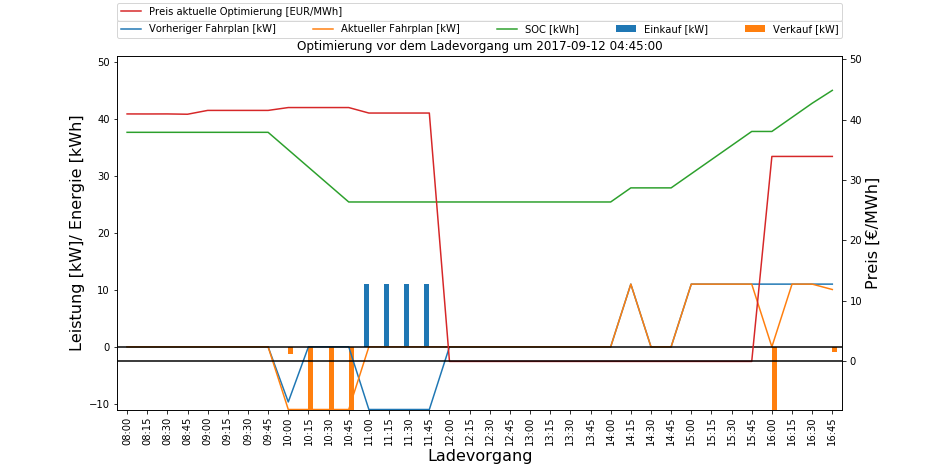 Preis aktuelle Optimierung [EUR/MWh]
Vorheriger Fahrplan [kW] Aktueller Fahrplan [kW] SOC [kWh] Einkauf [kW] Verkauf [kW]
Optimierung vor dem Ladevorgang um 2017-09-12 04:45:00
Leistung [kW]/ Energie [kWh]
50
40
30
20
10
0
−10
50
40
30
20
10
0
Preis [€/MWh]
08:00 08:15 08:30 08:45 09:00 09:15 09:30 09:45 10:00 10:15 10:30 10:45 11:00 11:15 11:30 11:45 12:00 12:15 12:30 12:45 13:00 13:15 13:30 13:45 14:00 14:15 14:30 14:45 15:00 15:15 15:30 15:45 16:00 16:15 16:30 16:45
Ladevorgang